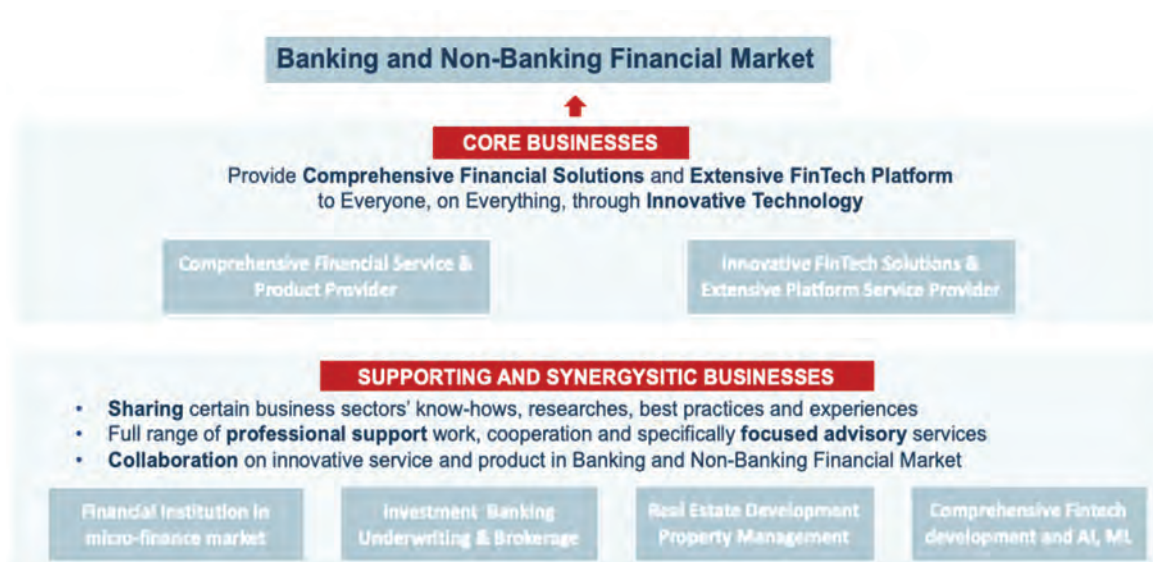 Banking and Non-Banking Financial Market
CORE BUSINESSES
Provide Comprehensive Financial Solutions and Extensive FinTech Platform
to Everyone, on Everything, through Innovative Technology
Comprehensive Financial Service &
Product Provider
Innovative FinTech Solutions &
Extensive Platform Service Provider
SUPPORTING AND SYNERGYSITIC BUSINESSES
• Sharing certain business sectors' know-hows, researches, best practices and experiences
• Full range of professional support work, cooperation and specifically focused advisory services
• Collaboration on innovative service and product in Banking and Non-Banking Financial Market
Financial Institution in
micro-finance market
Investment Banking
Underwriting & Brokerage
Real Estate Development
Property Management
Comprehensive Fintech
development and AI, ML